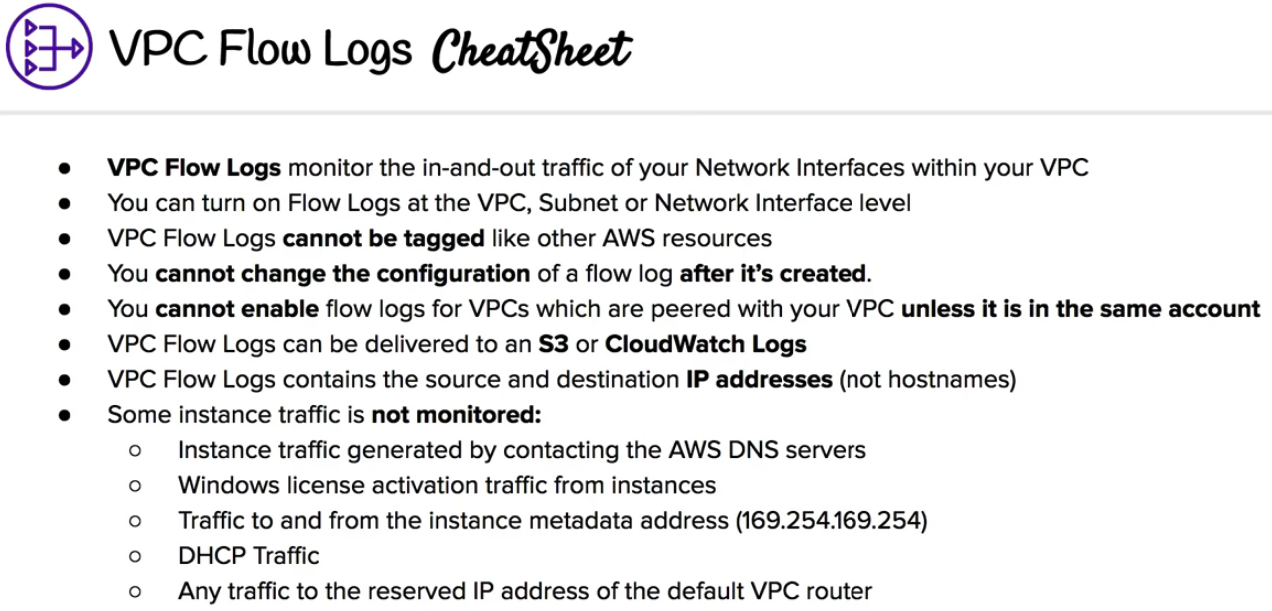 VPC Flow Logs CheatSheet
● VPC Flow Logs monitor the in-and-out traffic of your Network Interfaces within your VPC
● You can turn on Flow Logs at the VPC, Subnet or Network Interface level
● VPC Flow Logs cannot be tagged like other AWS resources
● You cannot change the configuration of a flow log after it’s created.
● You cannot enable flow logs for VPCs which are peered with your VPC unless it is in the same account
● VPC Flow Logs can be delivered to an S3 or CloudWatch Logs
● VPC Flow Logs contains the source and destination IP addresses (not hostnames)
● Some instance traffic is not monitored:
○ Instance traffic generated by contacting the AWS DNS servers
○ Windows license activation traffic from instances
○ Traffic to and from the instance metadata address (169.254.169.254)
○ DHCP Traffic
○ Any traffic to the reserved IP address of the default VPC router